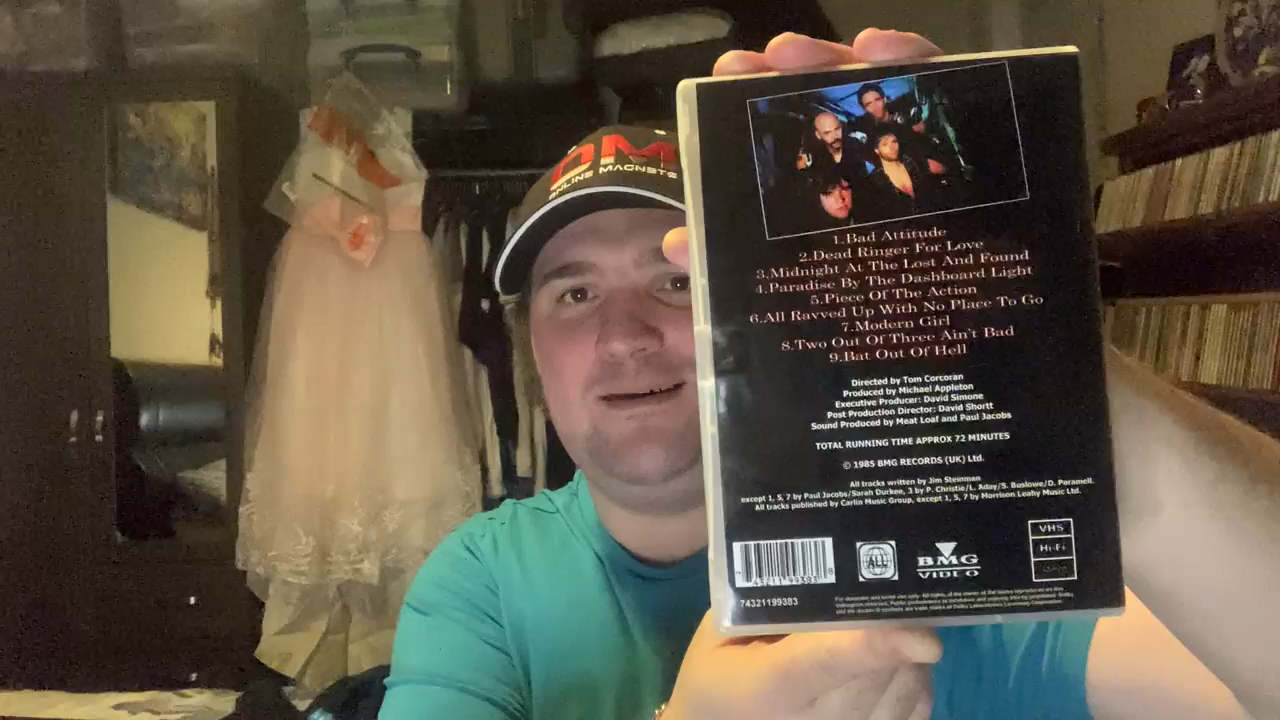 OM
ONLINE MAGNETS
1.Bad Attitude
2.Dead Ringer For Love
3.Midnight At The Lost And Found
4.Paradise By The Dashboard Light
5.Piece Of The Action
6.All Ravved Up With No Place To Go
7.Modern Girl
8.Two Out Of Three Ain't Bad
9.Bat Out Of Hell
Directed by Tom Corcoran
Produced by Michael Appleton
Executive Producer: David Simone
Post Production Director: David Shortt
Sound Produced by Meat Loaf and Paul Jacobs
TOTAL RUNNING TIME APPROX 72 MINUTES
© 1985 BMG RECORDS (UK) Ltd.
All tracks written by Jim Steinman
except 1, 5, 7 by Paul Jacobs/Sarah Durkee, 3 by P. Christie/L. Aday/S. Buslowe/D. Paramell.
All tracks published by Carlin Music Group, except 1, 5, 7 by Morrison Leahy Music Ltd.
ALL
BMG
VIDEO
VHS
Hi-Fi
74321199383